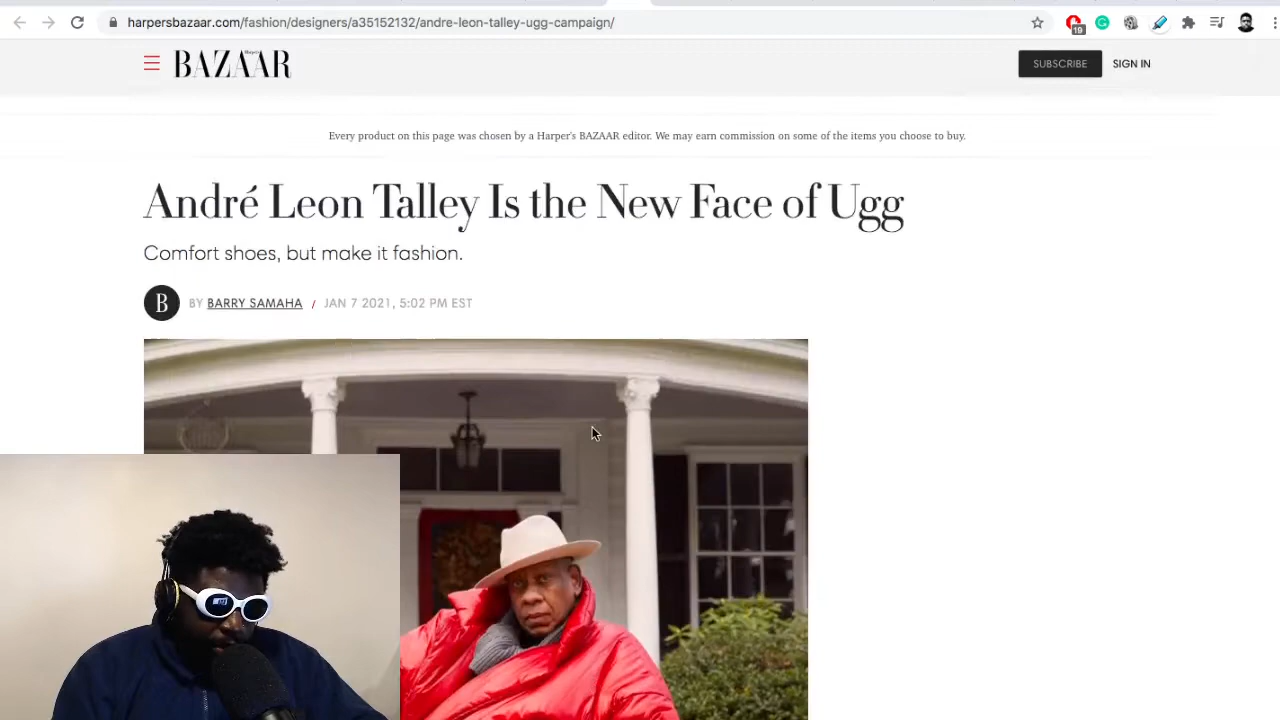 harpersbazaar.com/fashion/designers/a35152132/andre-leon-talley-ugg-campaign/
19
Harper's
BAZAAR
SUBSCRIBE
SIGN IN
Every product on this page was chosen by a Harper's BAZAAR editor. We may earn commission on some of the items you choose to buy.
André Leon Talley Is the New Face of Ugg
Comfort shoes, but make it fashion.
B
BY BARRY SAMAHA / JAN 7 2021, 5:02 PM EST